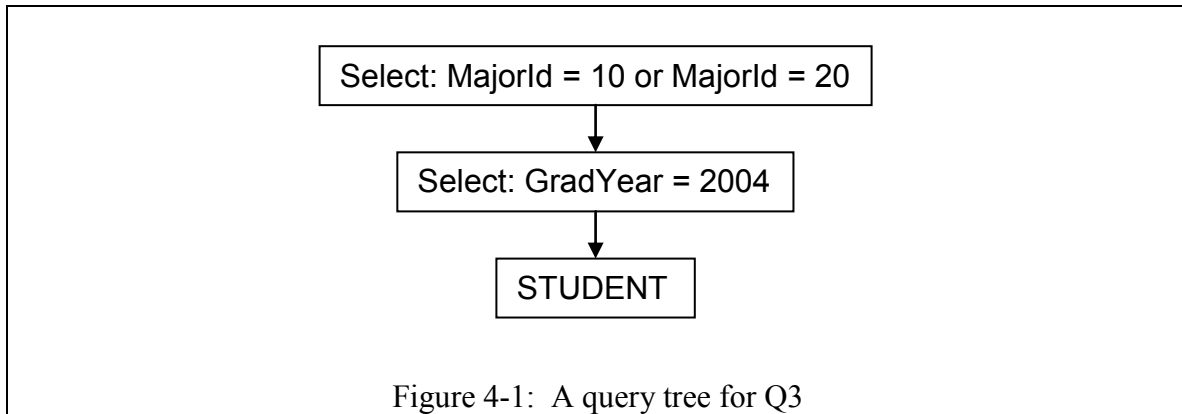 Select: MajorId = 10 or MajorId = 20
Select: GradYear = 2004
STUDENT
Figure 4-1: A query tree for Q3